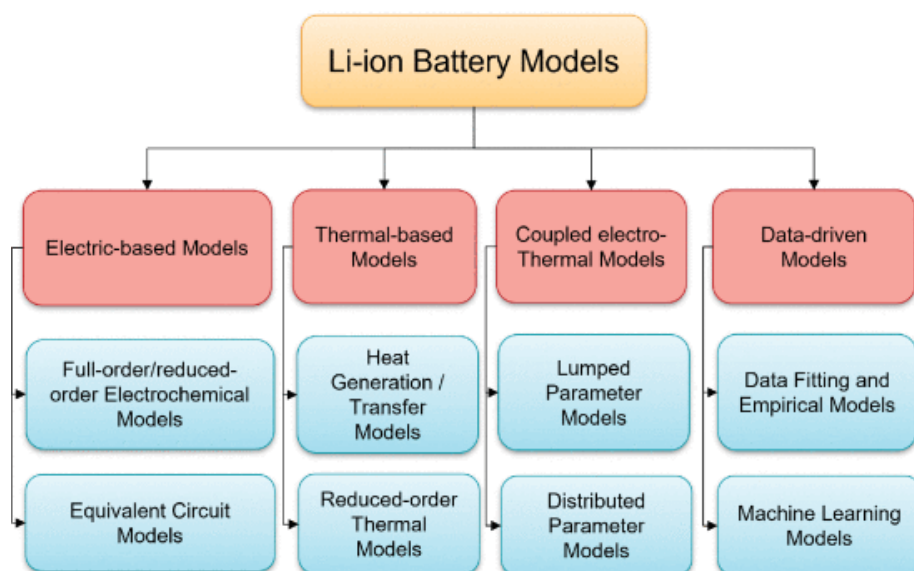 Li-ion Battery Models
Electric-based Models
Thermal-based
Models
Coupled electro-
Thermal Models
Data-driven
Models
Full-order/reduced-
order Electrochemical
Models
Heat
Generation /
Transfer
Models
Lumped
Parameter
Models
Data Fitting and
Empirical Models
Equivalent Circuit
Models
Reduced-order
Thermal
Models
Distributed
Parameter
Models
Machine Learning
Models